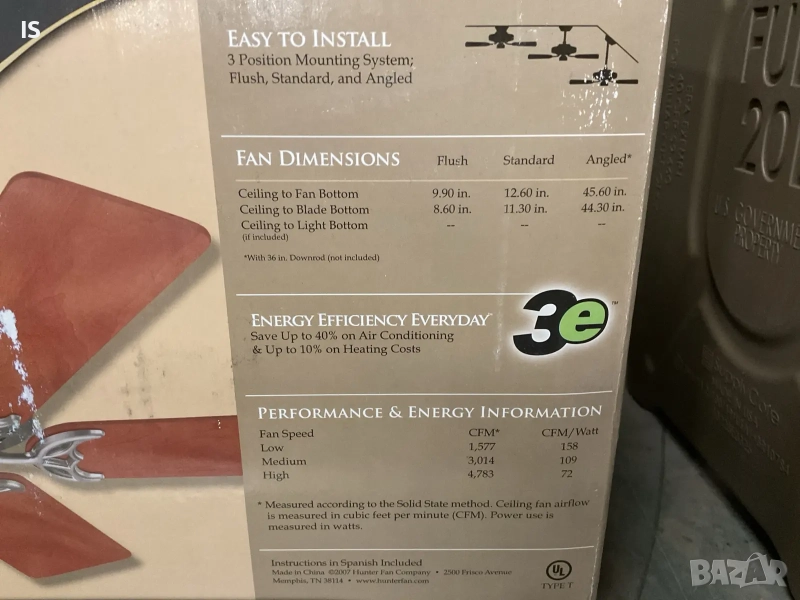 IS
EASY TO INSTALL
3 Position Mounting System;
Flush, Standard, and Angled
FAN DIMENSIONS Flush Standard Angled*
Ceiling to Fan Bottom 9.90 in. 12.60 in. 45.60 in.
Ceiling to Blade Bottom 8.60 in. 11.30 in. 44.30 in.
Ceiling to Light Bottom -- -- --
(if included)
*With 36 in. Downrod (not included)
ENERGY EFFICIENCY EVERYDAY™
Save Up to 40% on Air Conditioning
& Up to 10% on Heating Costs
3e™
PERFORMANCE & ENERGY INFORMATION
Fan Speed CFM* CFM/Watt
Low 1,577 158
Medium 3,014 109
High 4,783 72
* Measured according to the Solid State method. Ceiling fan airflow
is measured in cubic feet per minute (CFM). Power use is
measured in watts.
Instructions in Spanish Included
Made in China ©2007 Hunter Fan Company • 2500 Frisco Avenue
Memphis, TN 38114 • www.hunterfan.com
UL
TYPE T
FU
20
U.S. GOVERNME
PROPERTY
BAZAR